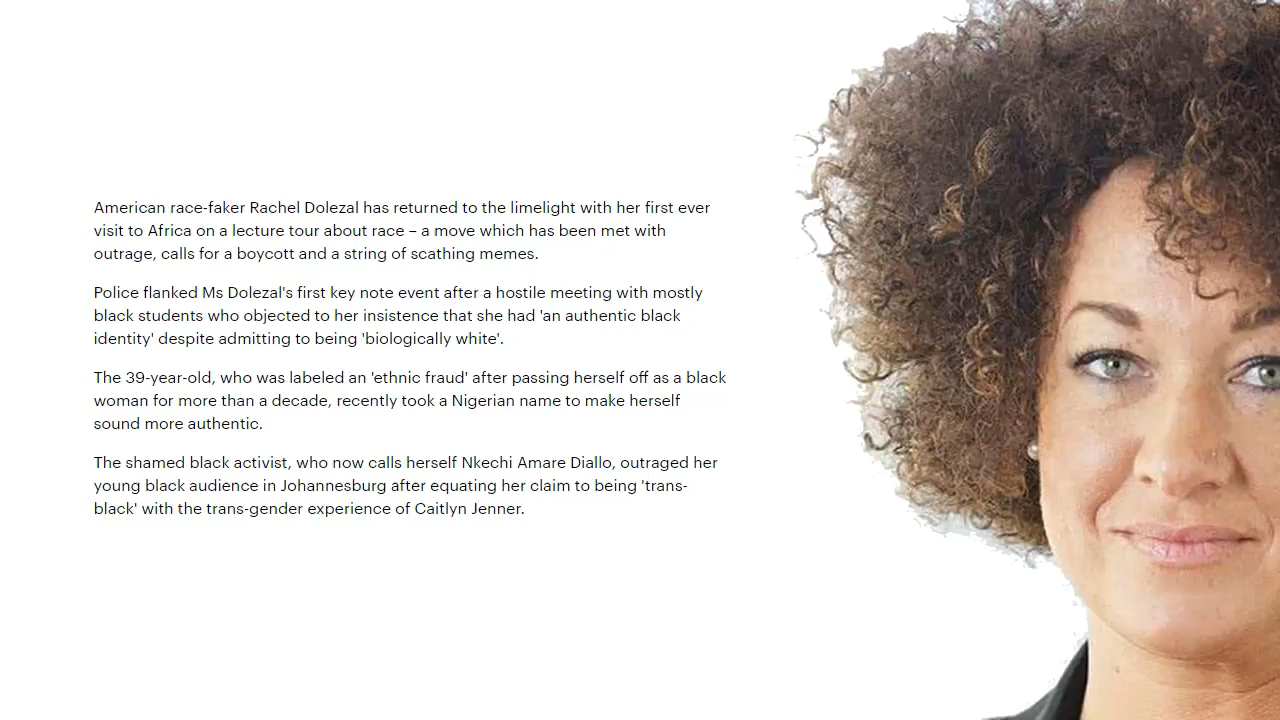 American race-faker Rachel Dolezal has returned to the limelight with her first ever
visit to Africa on a lecture tour about race – a move which has been met with
outrage, calls for a boycott and a string of scathing memes.
Police flanked Ms Dolezal's first key note event after a hostile meeting with mostly
black students who objected to her insistence that she had 'an authentic black
identity' despite admitting to being 'biologically white'.
The 39-year-old, who was labeled an 'ethnic fraud' after passing herself off as a black
woman for more than a decade, recently took a Nigerian name to make herself
sound more authentic.
The shamed black activist, who now calls herself Nkechi Amare Diallo, outraged her
young black audience in Johannesburg after equating her claim to being 'trans-
black' with the trans-gender experience of Caitlyn Jenner.